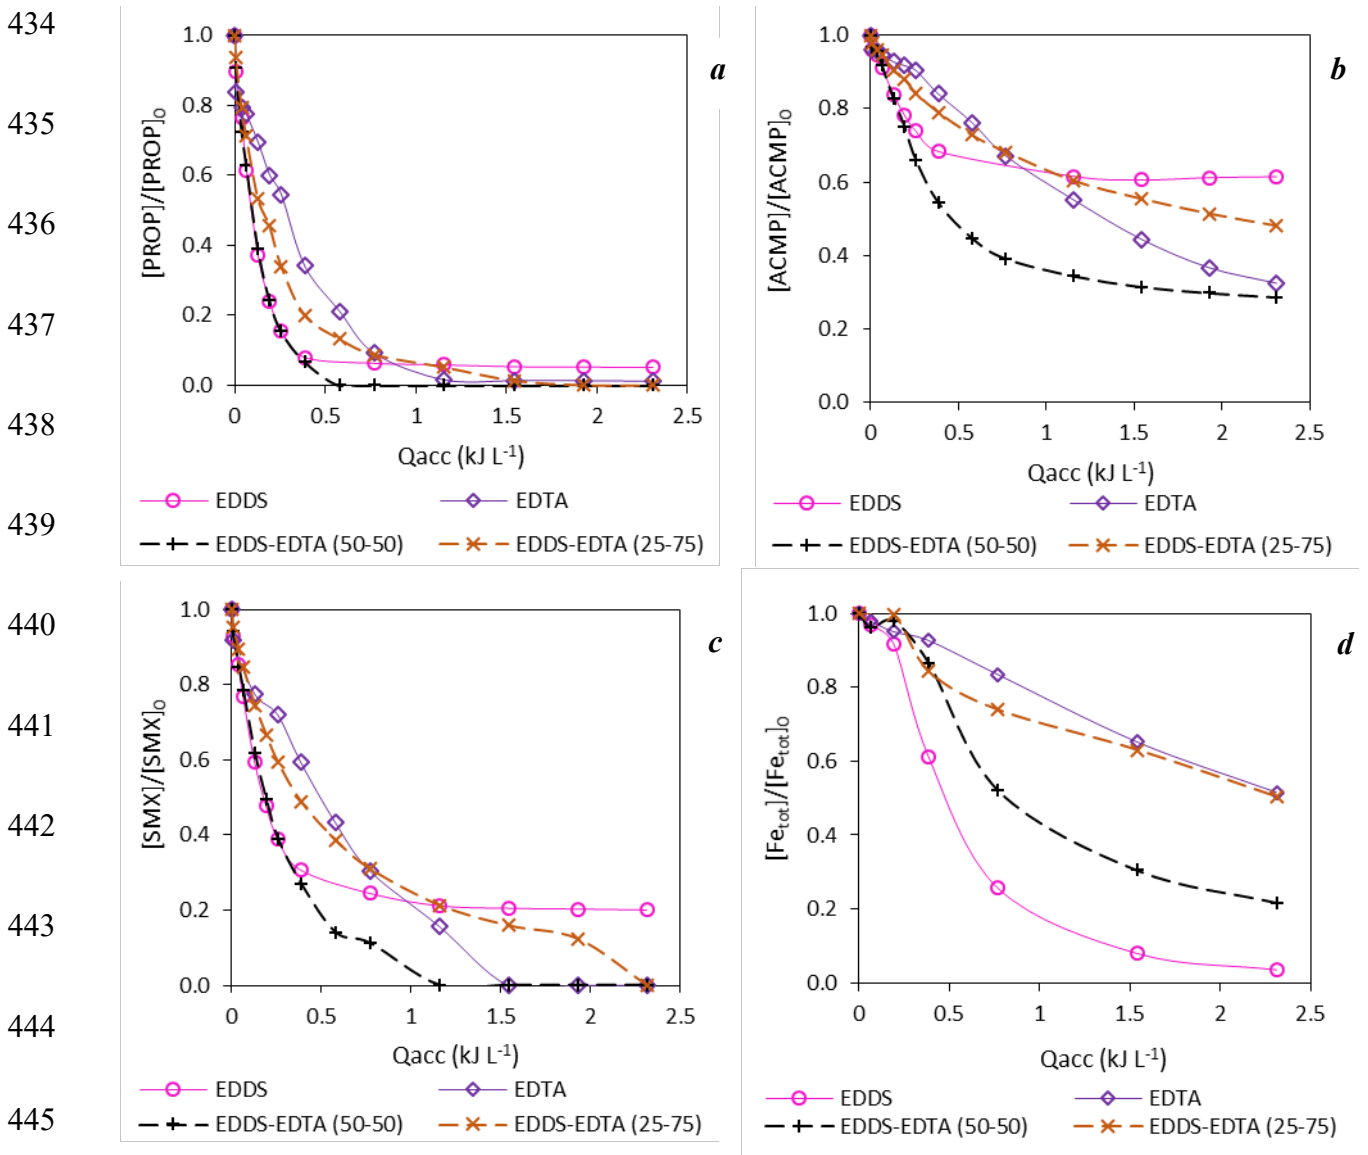 434
435
436
437
438
439
440
441
442
443
444
445
a
[PROP]/[PROP]₀
1.0
0.8
0.6
0.4
0.2
0.0
0 0.5 1 1.5 2 2.5
Qacc (kJ L⁻¹)
EDDS EDTA
EDDS-EDTA (50-50) EDDS-EDTA (25-75)
b
[ACMP]/[ACMP]₀
1.0
0.8
0.6
0.4
0.2
0.0
0 0.5 1 1.5 2 2.5
Qacc (kJ L⁻¹)
EDDS EDTA
EDDS-EDTA (50-50) EDDS-EDTA (25-75)
c
[SMX]/[SMX]₀
1.0
0.8
0.6
0.4
0.2
0.0
0 0.5 1 1.5 2 2.5
Qacc (kJ L⁻¹)
EDDS EDTA
EDDS-EDTA (50-50) EDDS-EDTA (25-75)
d
[Feₜₒₜ]/[Feₜₒₜ]₀
1.0
0.8
0.6
0.4
0.2
0.0
0 0.5 1 1.5 2 2.5
Qacc (kJ L⁻¹)
EDDS EDTA
EDDS-EDTA (50-50) EDDS-EDTA (25-75)